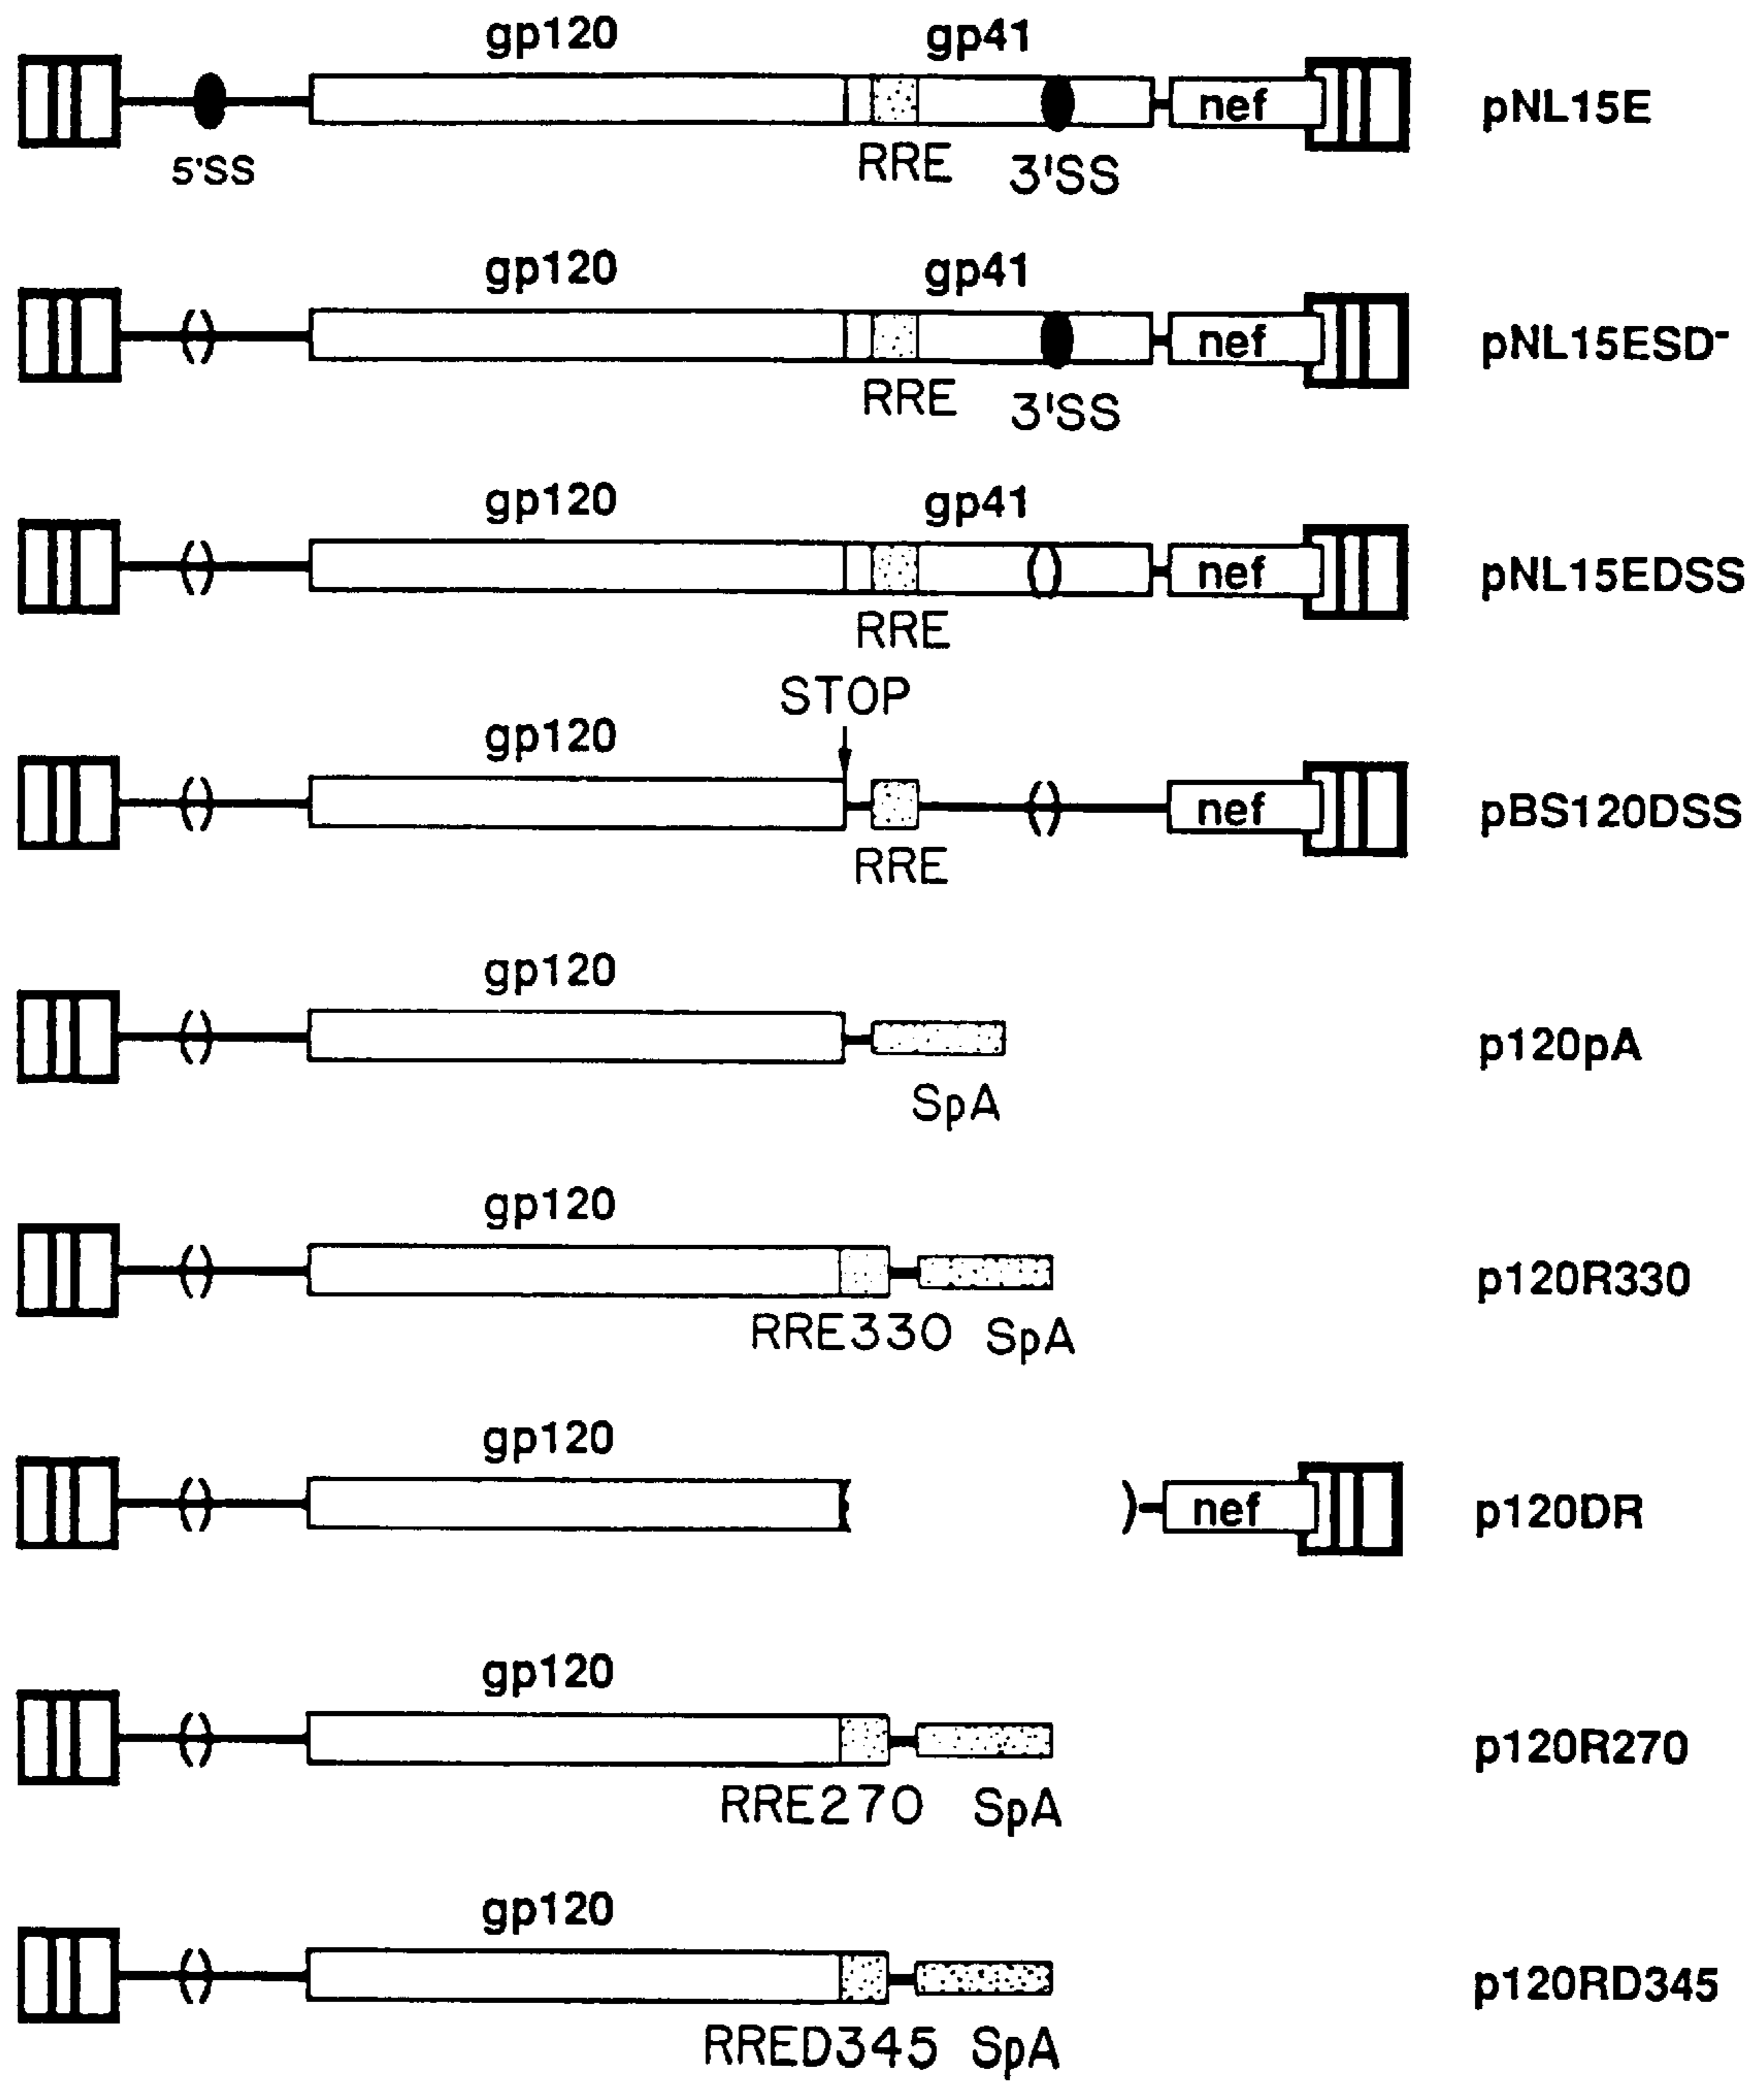 gp120 gp41
nef pNL15E
5'SS RRE 3'SS
gp120 gp41
nef pNL15ESD-
RRE 3'SS
gp120 gp41
nef pNL15EDSS
RRE
STOP
gp120
nef pBS120DSS
RRE
gp120
p120pA
SpA
gp120
p120R330
RRE330 SpA
gp120
nef p120DR
gp120
p120R270
RRE270 SpA
gp120
p120RD345
RRED345 SpA